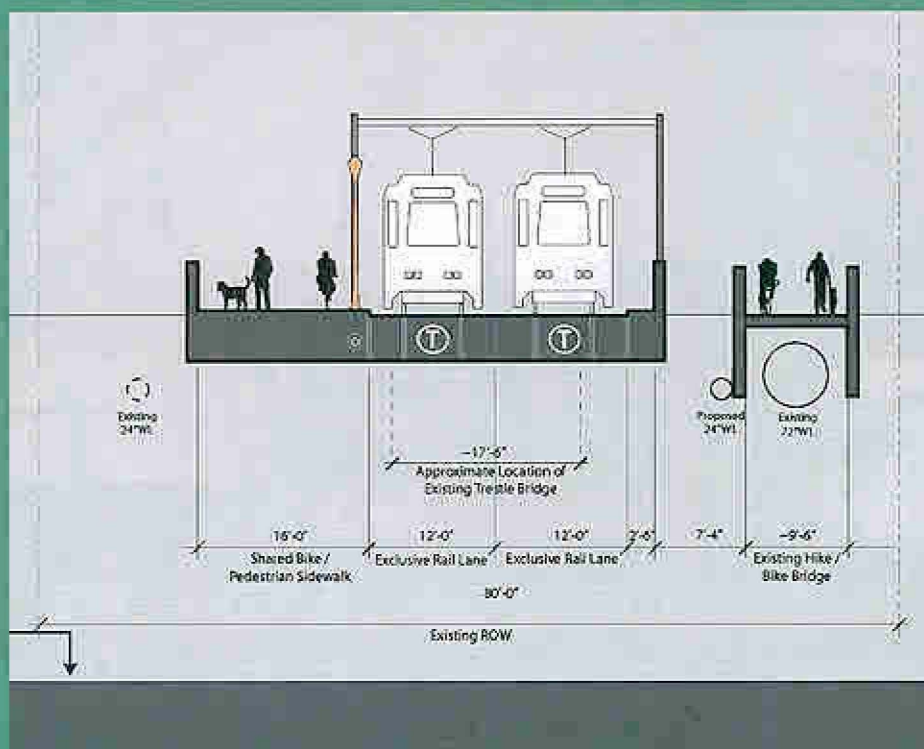 T
T
Existing
24"WL
Proposed
24"WL
Existing
72"WL
~17'-6"
Approximate Location of
Existing Trestle Bridge
16'-0"
12'-0"
12'-0"
2'-6"
7'-4"
~9'-6"
Shared Bike /
Pedestrian Sidewalk
Exclusive Rail Lane
Exclusive Rail Lane
Existing Hike /
Bike Bridge
80'-0"
Existing ROW